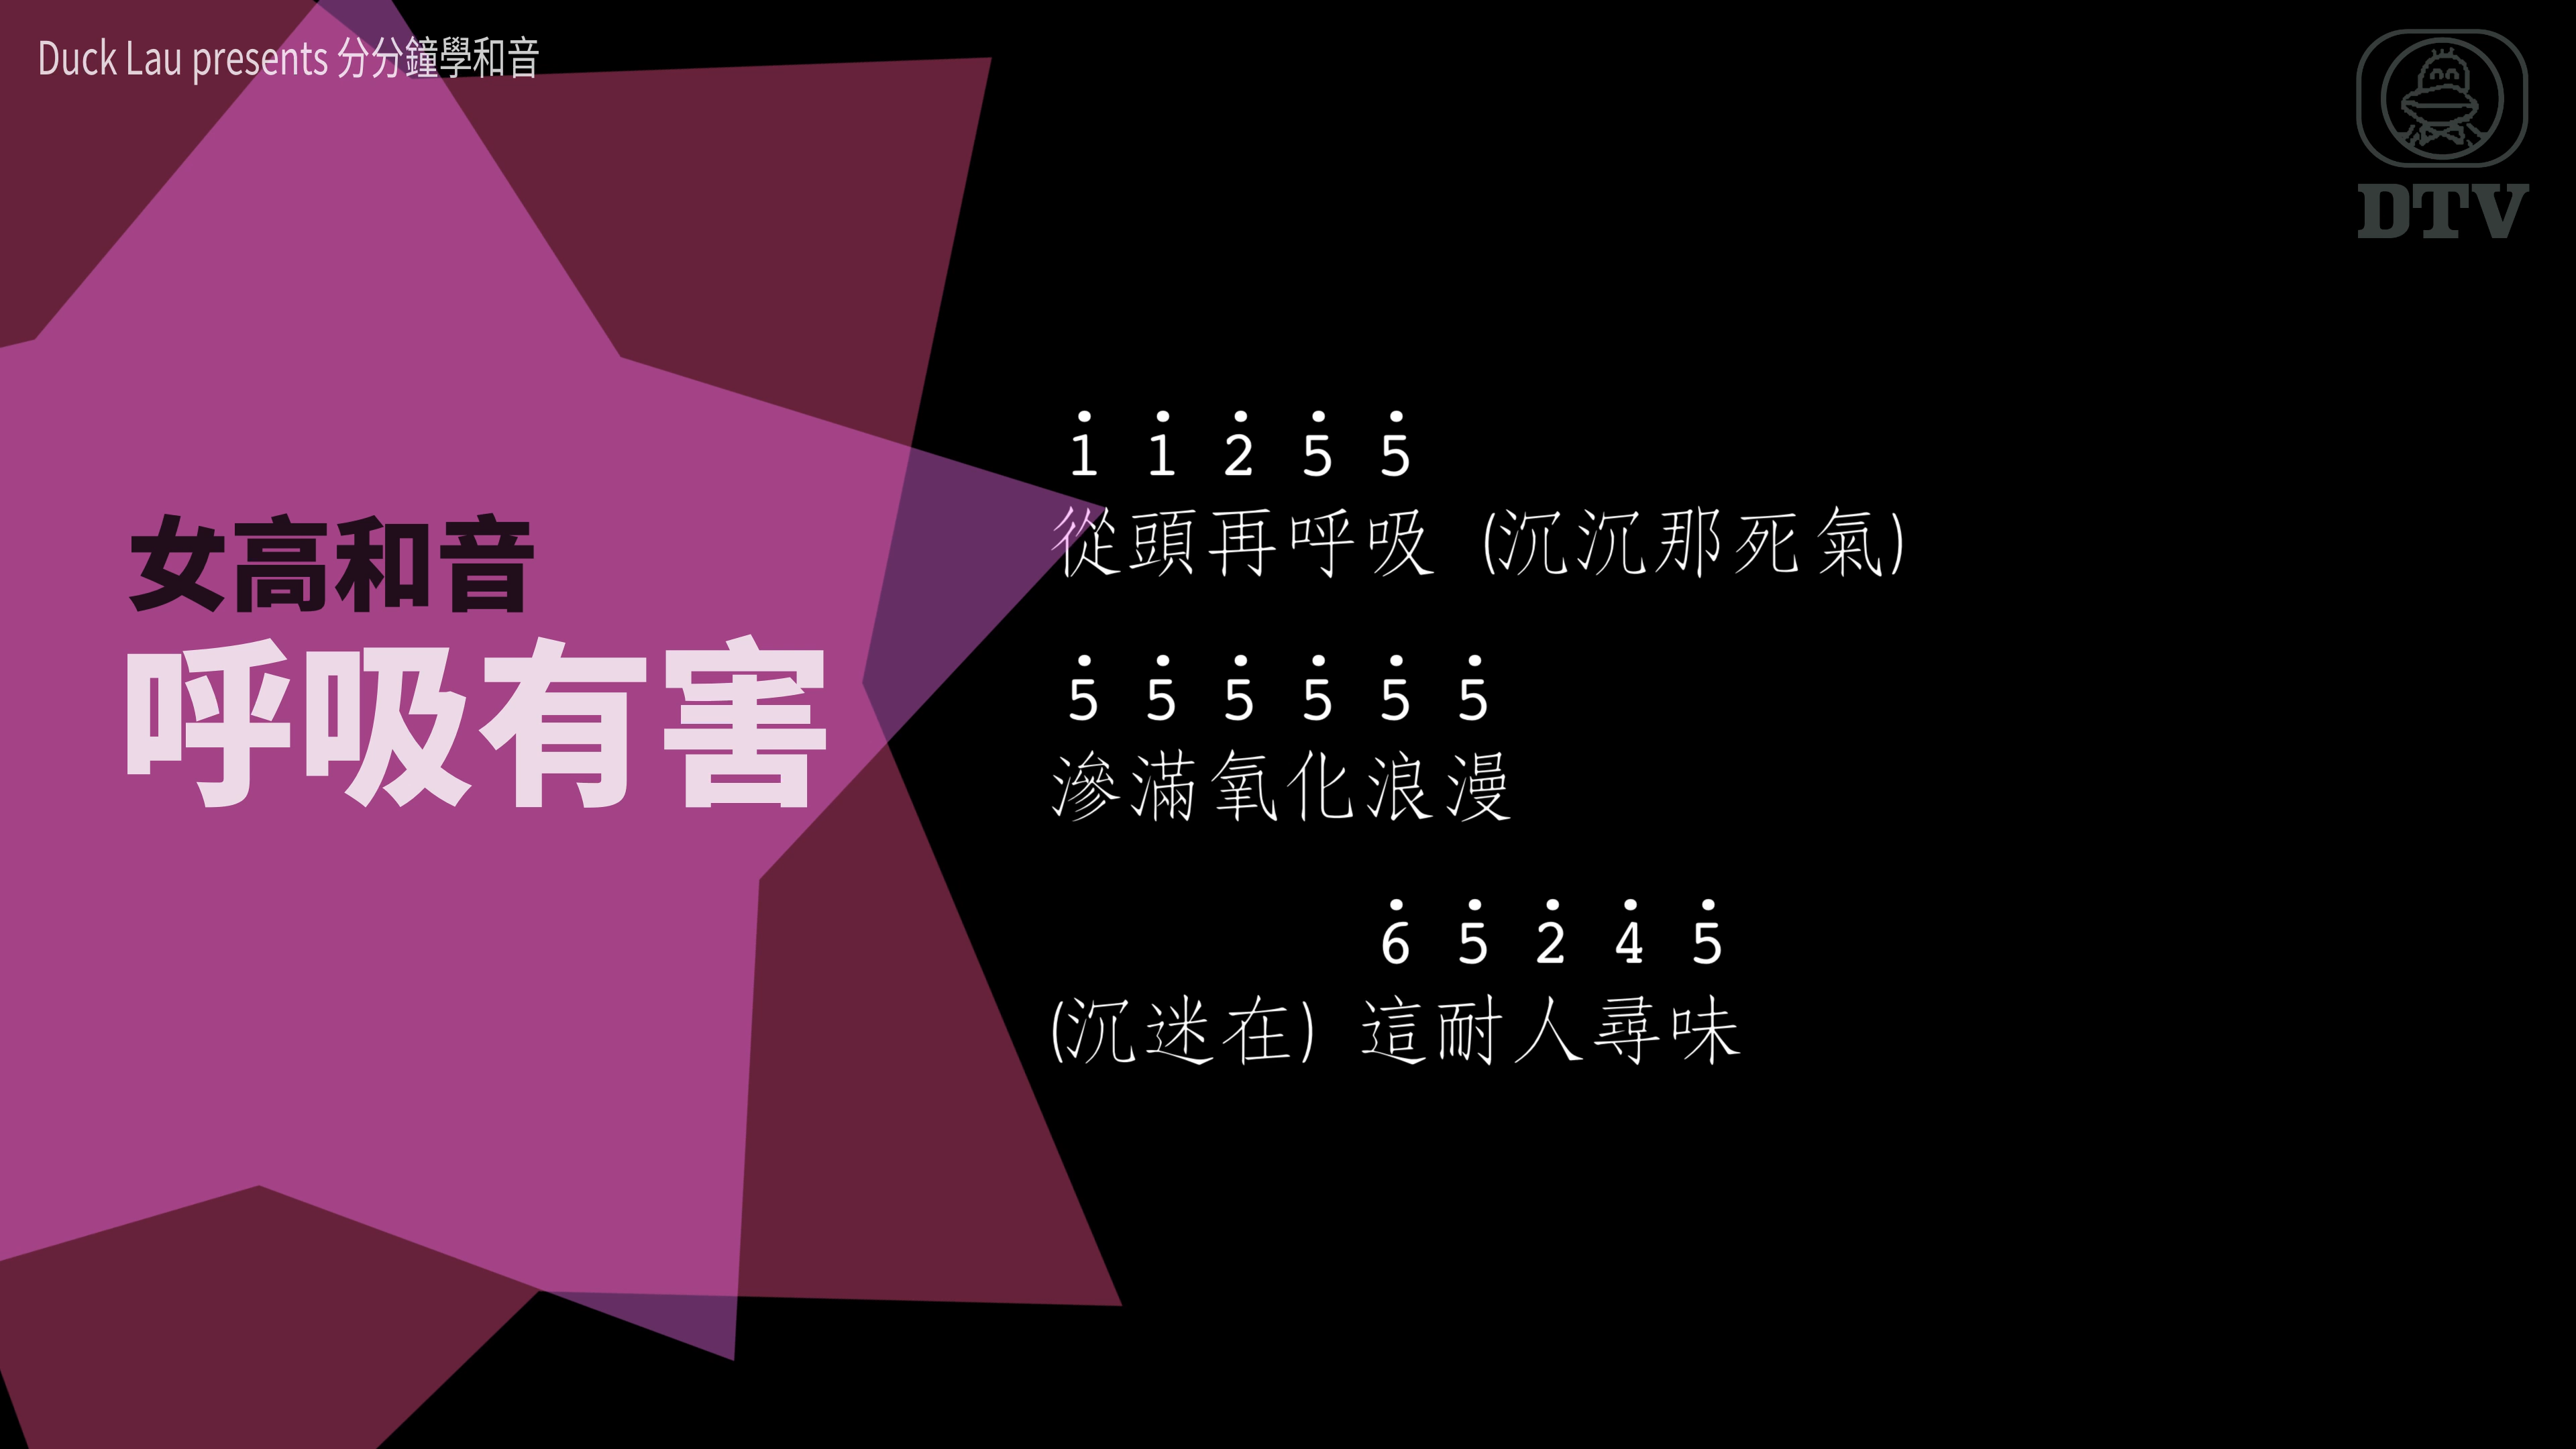 Duck Lau presents 分分鐘學和音
DTV
女高和音
呼吸有害
i̇ i̇ 2̇ 5̇ 5̇
從頭再呼吸 (沉沉那死氣)
5̇ 5̇ 5̇ 5̇ 5̇ 5̇
滲滿氧化浪漫
6̇ 5̇ 2̇ 4̇ 5̇
(沉迷在) 這耐人尋味